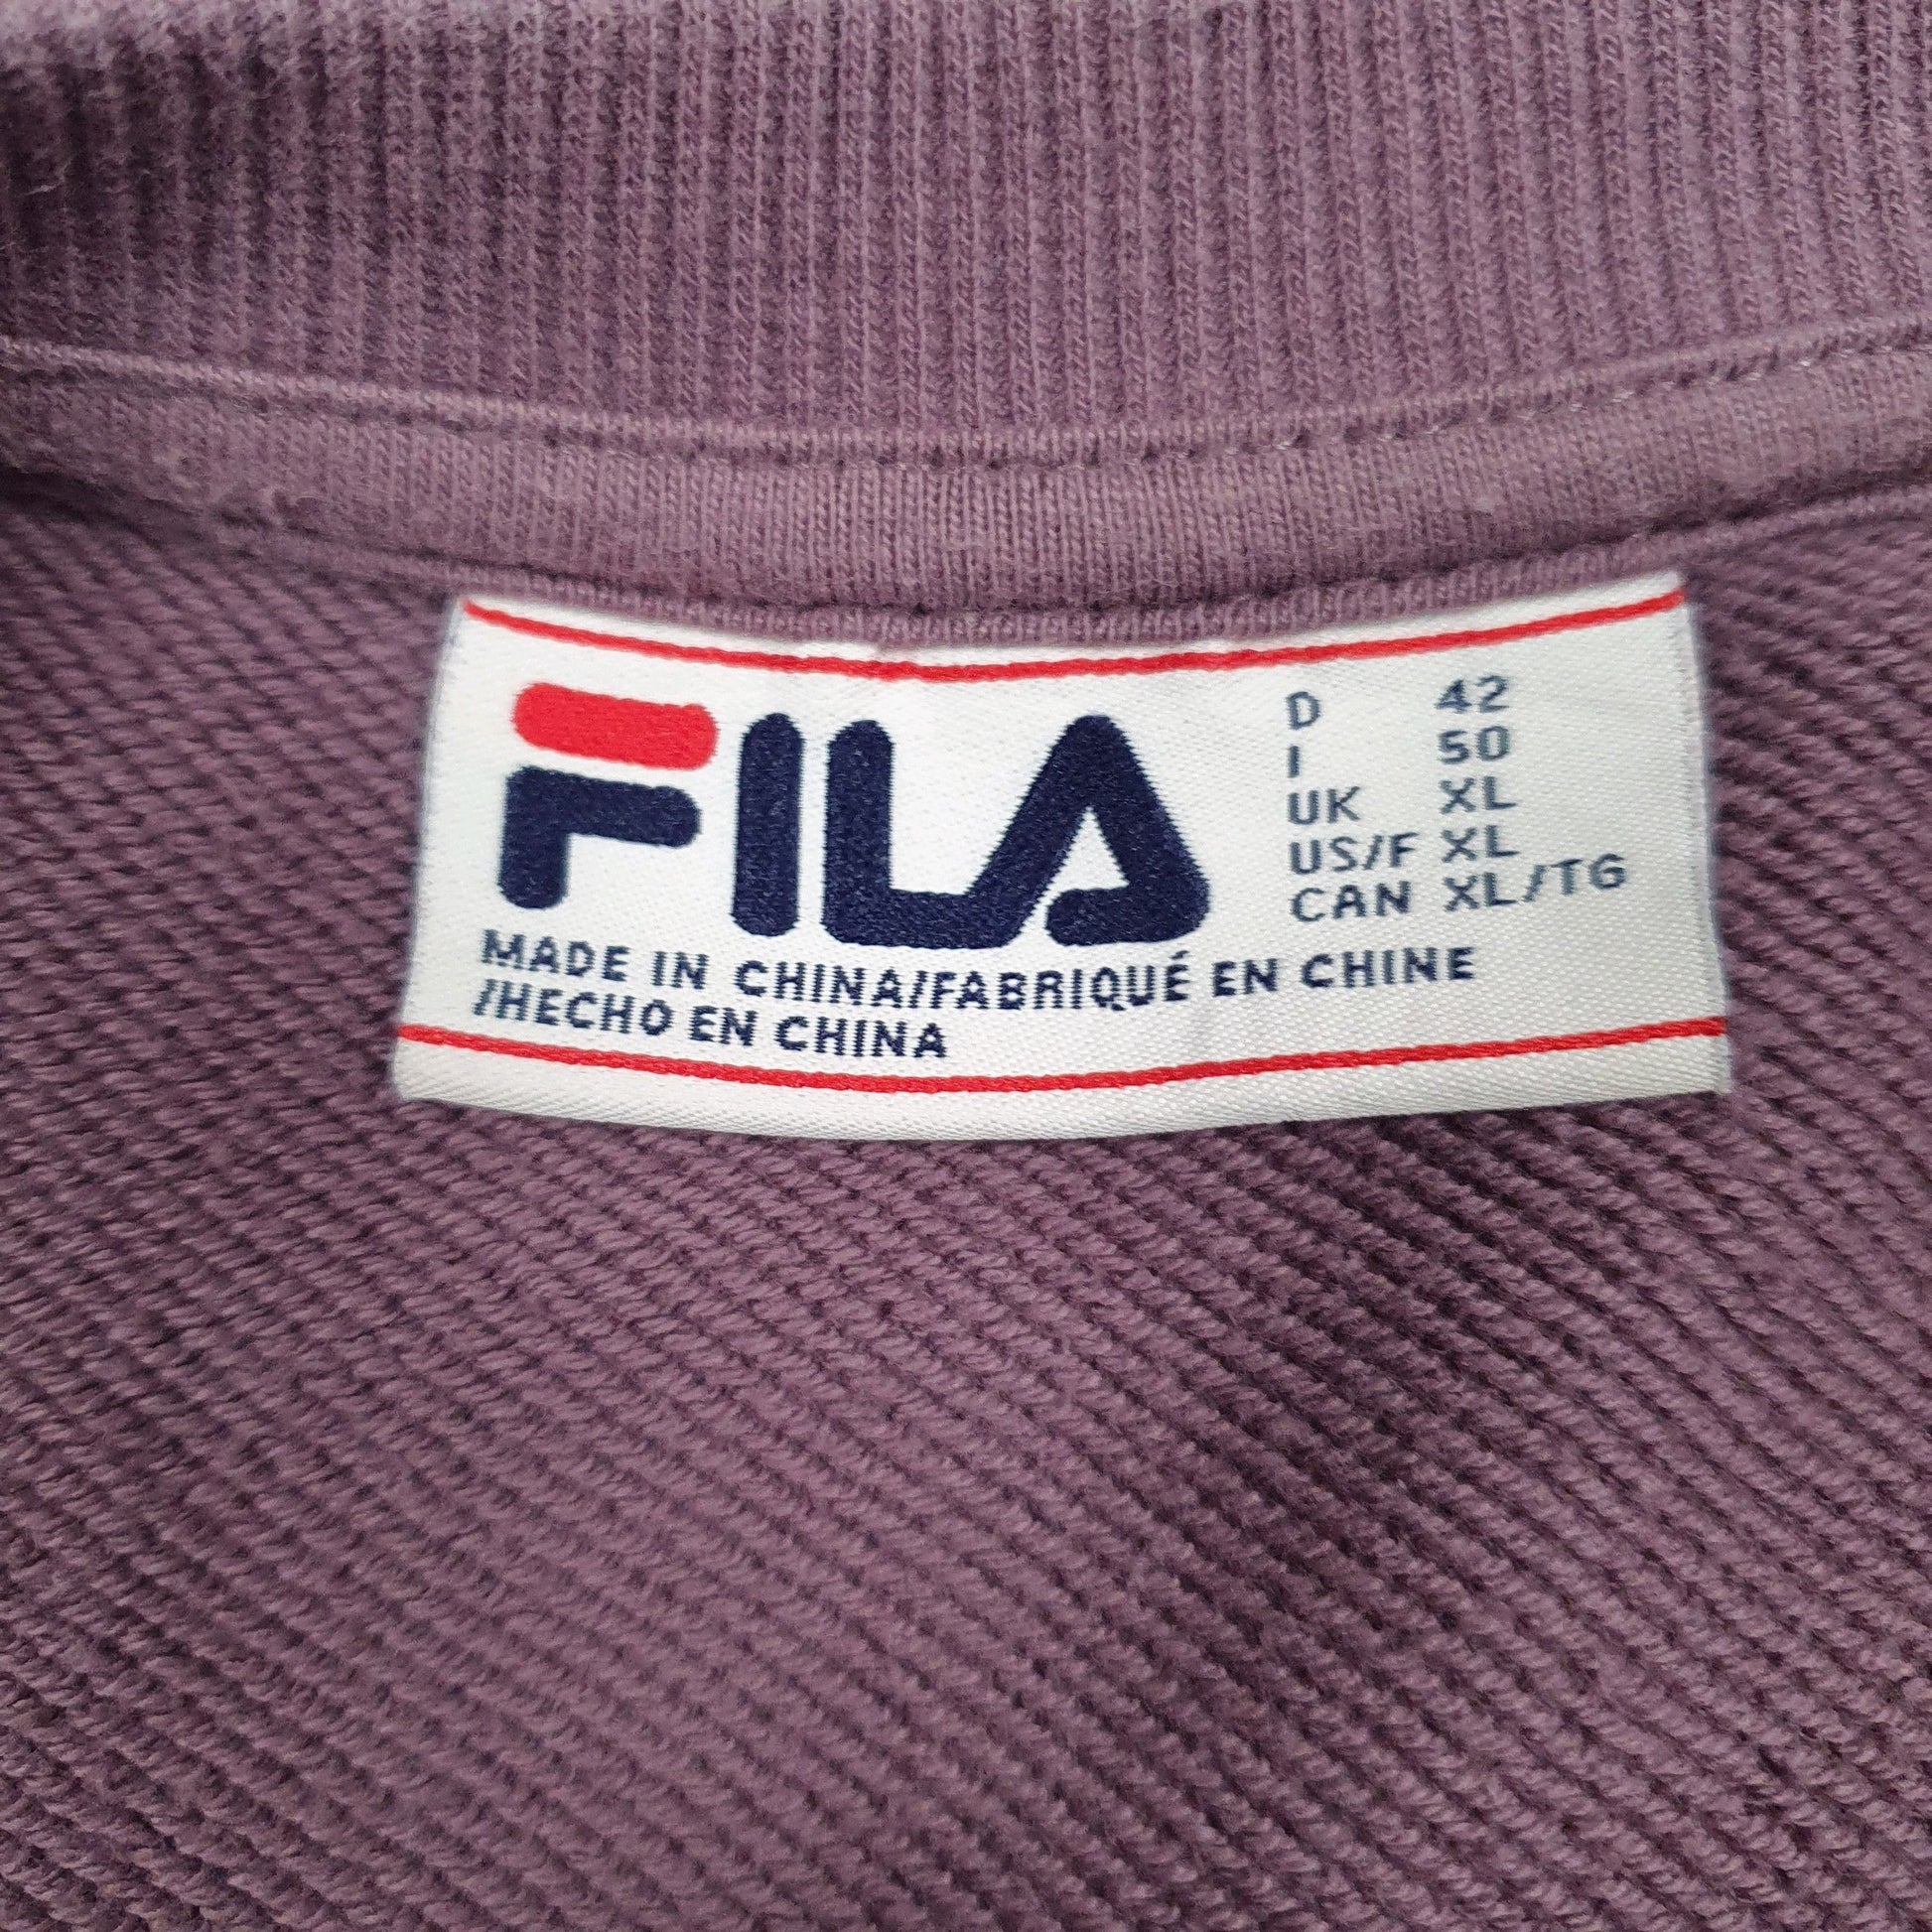 FILA
D 42
I 50
UK XL
US/F XL
CAN XL/TG
MADE IN CHINA/FABRIQUÉ EN CHINE
/HECHO EN CHINA